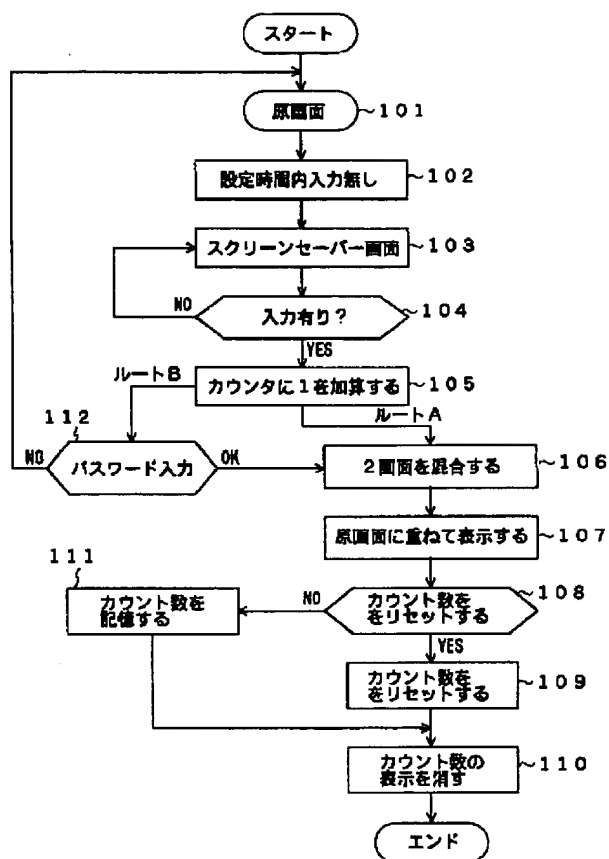 スタート
原画面
101
設定時間内入力無し
102
スクリーンセーバー画面
103
NO
入力有り？
104
YES
カウンタに１を加算する
105
ルートB
ルートA
112
NO
パスワード入力
OK
２画面を混合する
106
原画面に重ねて表示する
107
111
カウント数を
記憶する
NO
カウント数を
をリセットする
108
YES
カウント数を
をリセットする
109
カウント数の
表示を消す
110
エンド